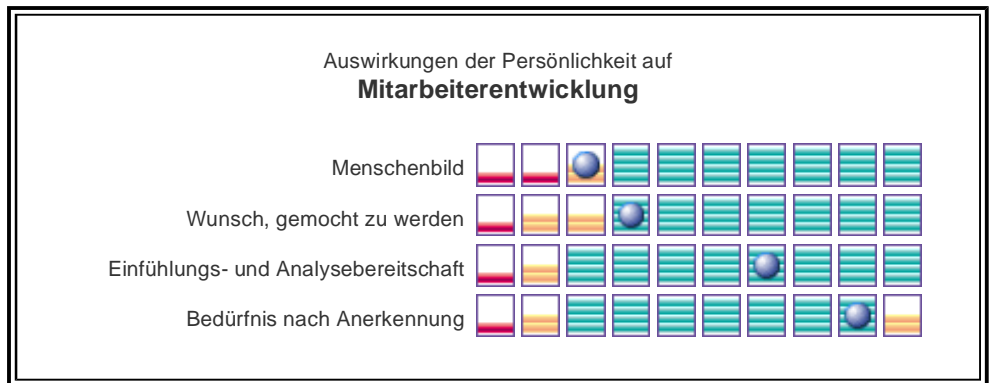 Auswirkungen der Persönlichkeit auf
Mitarbeiterentwicklung
Menschenbild
Wunsch, gemocht zu werden
Einfühlungs- und Analysebereitschaft
Bedürfnis nach Anerkennung